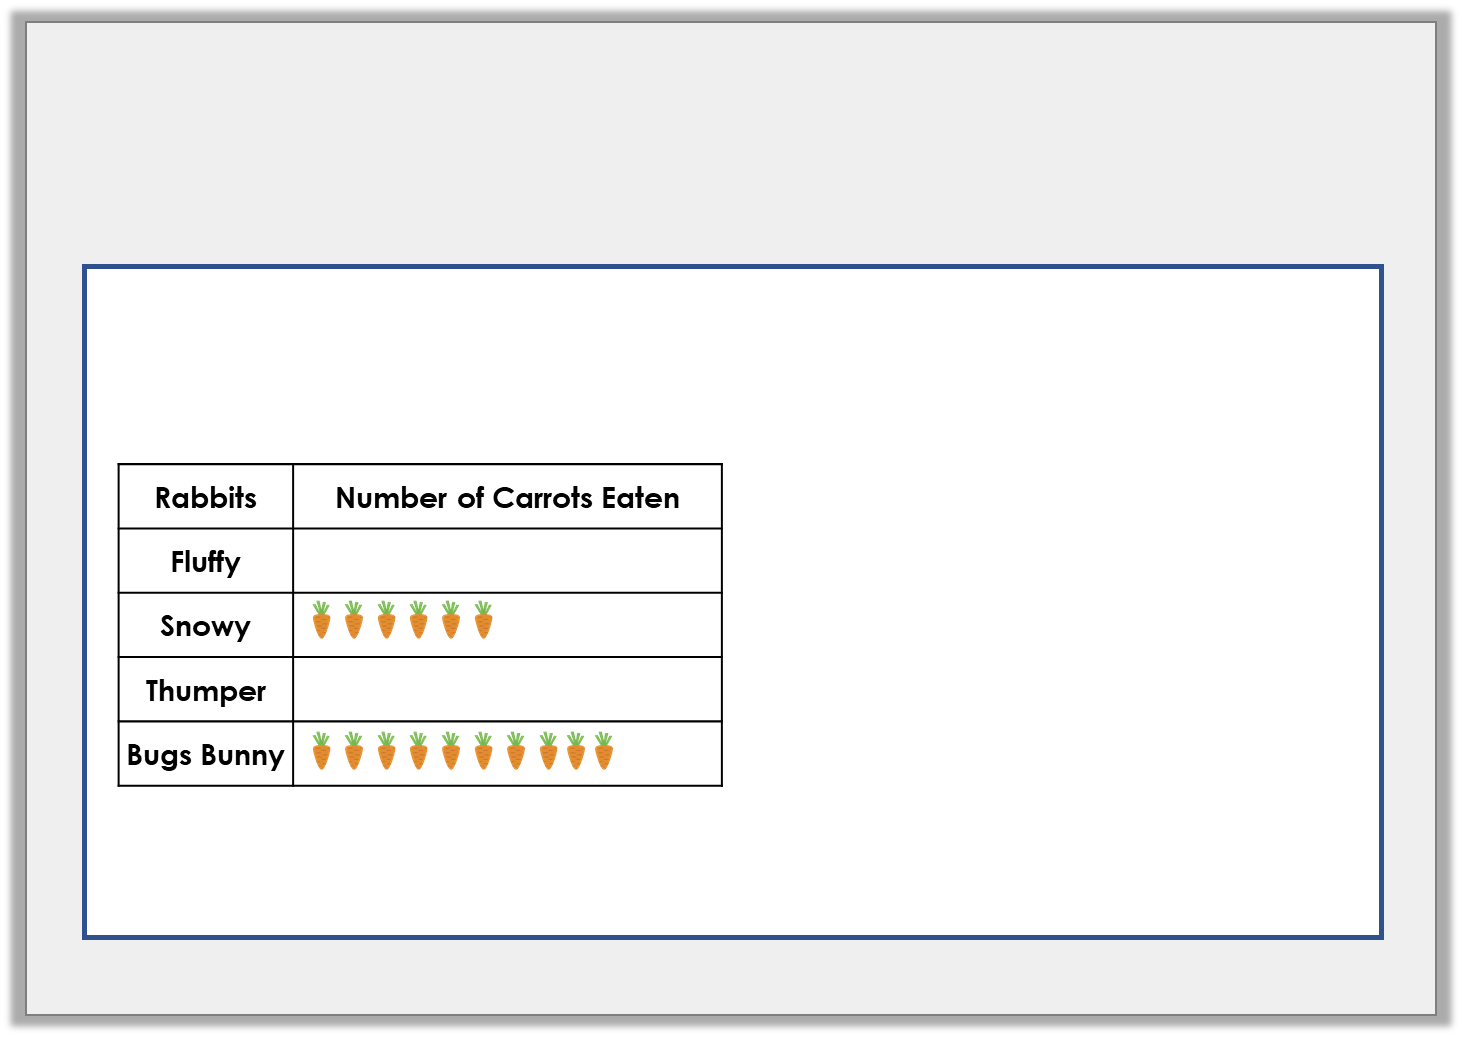 Rabbits Number of Carrots Eaten
Fluffy
Snowy
Thumper
Bugs Bunny